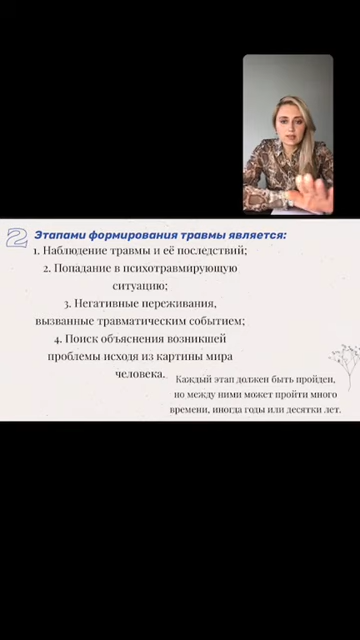 2 Этапами формирования травмы является:
1. Наблюдение травмы и её последствий;
2. Попадание в психотравмирующую
ситуацию;
3. Негативные переживания,
вызванные травматическим событием;
4. Поиск объяснения возникшей
проблемы исходя из картины мира
человека.
Каждый этап должен быть пройден,
но между ними может пройти много
времени, иногда годы или десятки лет.